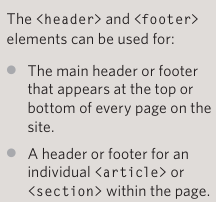 The <header> and <footer>
elements can be used for:
The main header or footer
that appears at the top or
bottom of every page on the
site.
A header or footer for an
individual <article> or
<section> within the page.